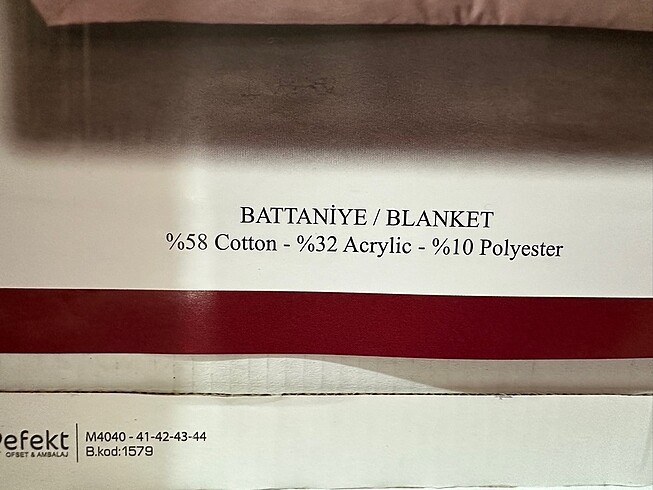 BATTANİYE / BLANKET
%58 Cotton - %32 Acrylic - %10 Polyester
efekt
OFSET & AMBALAJ
M4040 - 41-42-43-44
B.kod:1579